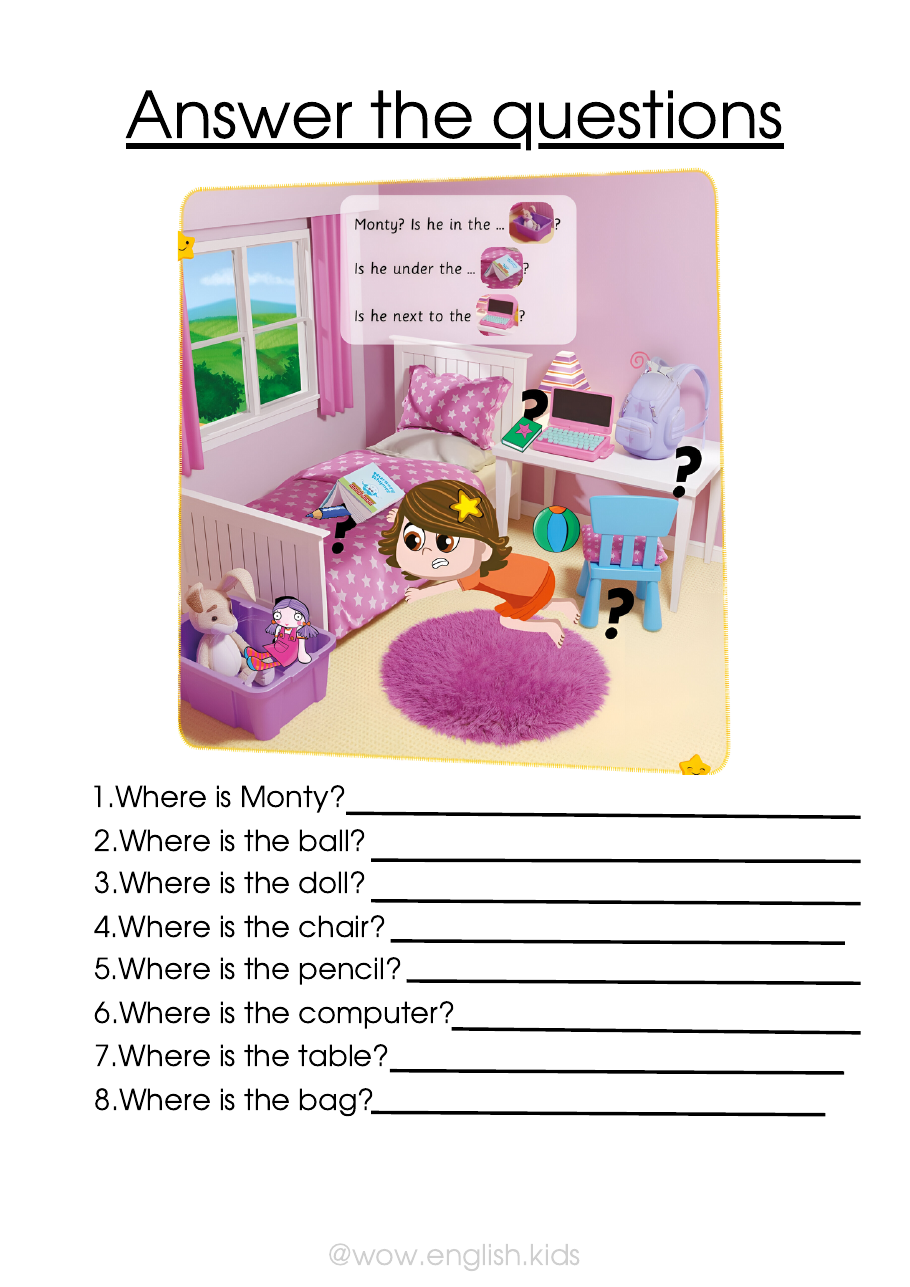 Answer the questions
Monty? Is he in the ... ?
Is he under the ... ?
Is he next to the ?
?
?
?
?
1.Where is Monty?
2.Where is the ball?
3.Where is the doll?
4.Where is the chair?
5.Where is the pencil?
6.Where is the computer?
7.Where is the table?
8.Where is the bag?
@wow.english.kids